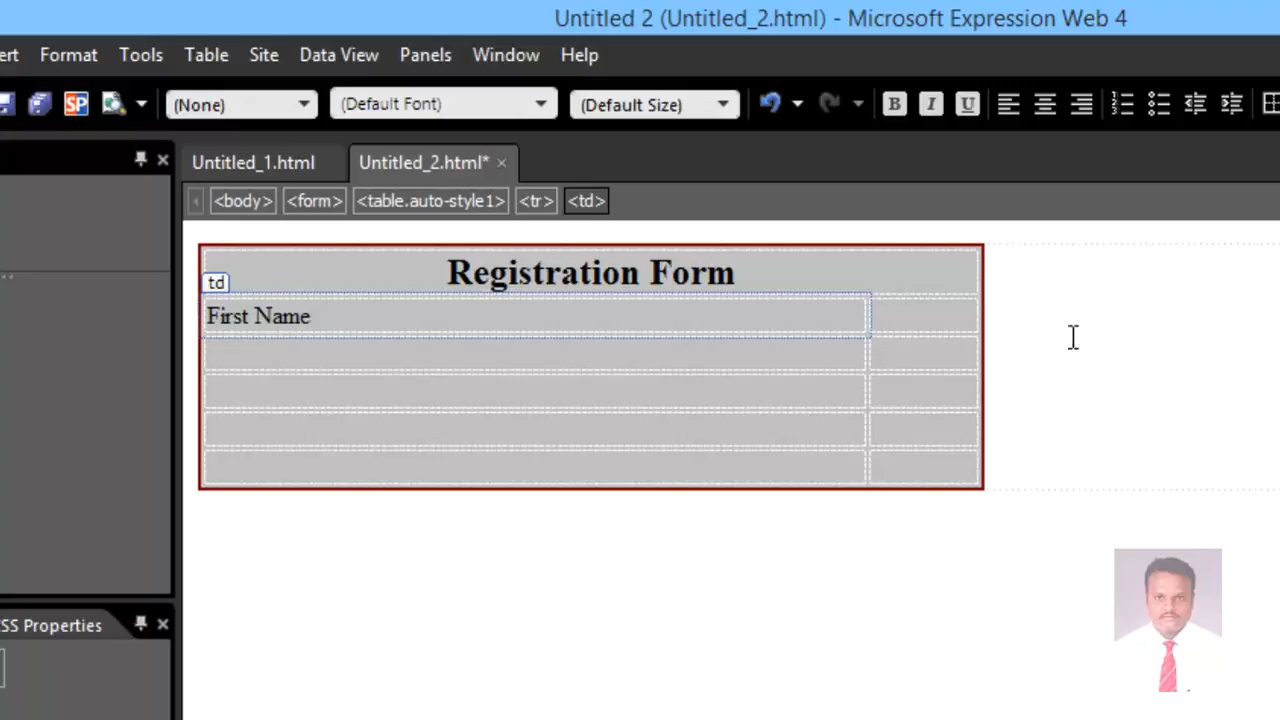 Untitled 2 (Untitled_2.html) - Microsoft Expression Web 4
ert Format Tools Table Site Data View Panels Window Help
SP (None) (Default Font) (Default Size) B I U
Untitled_1.html Untitled_2.html* ×
<body> <form> <table.auto-style1> <tr> <td>
Registration Form
td
First Name
SS Properties